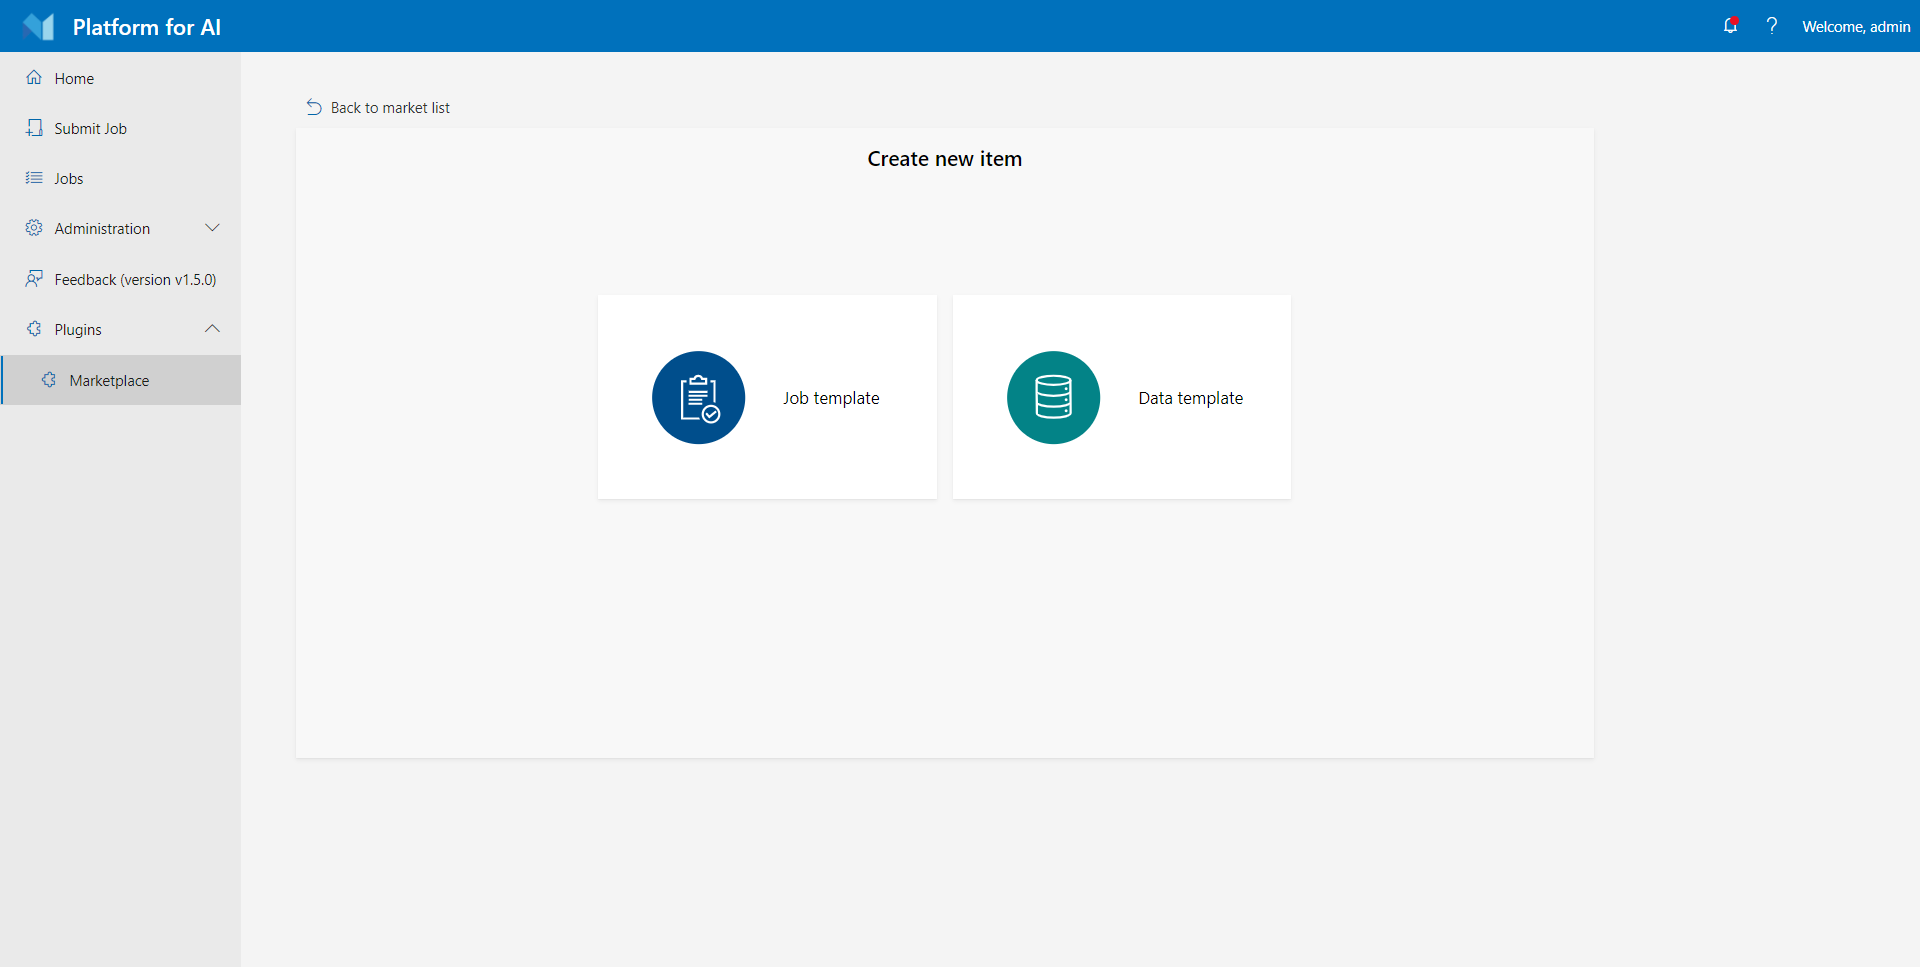 Platform for AI
Welcome, admin
Home
Submit Job
Jobs
Administration
Feedback (version v1.5.0)
Plugins
Marketplace
Back to market list
Create new item
Job template
Data template